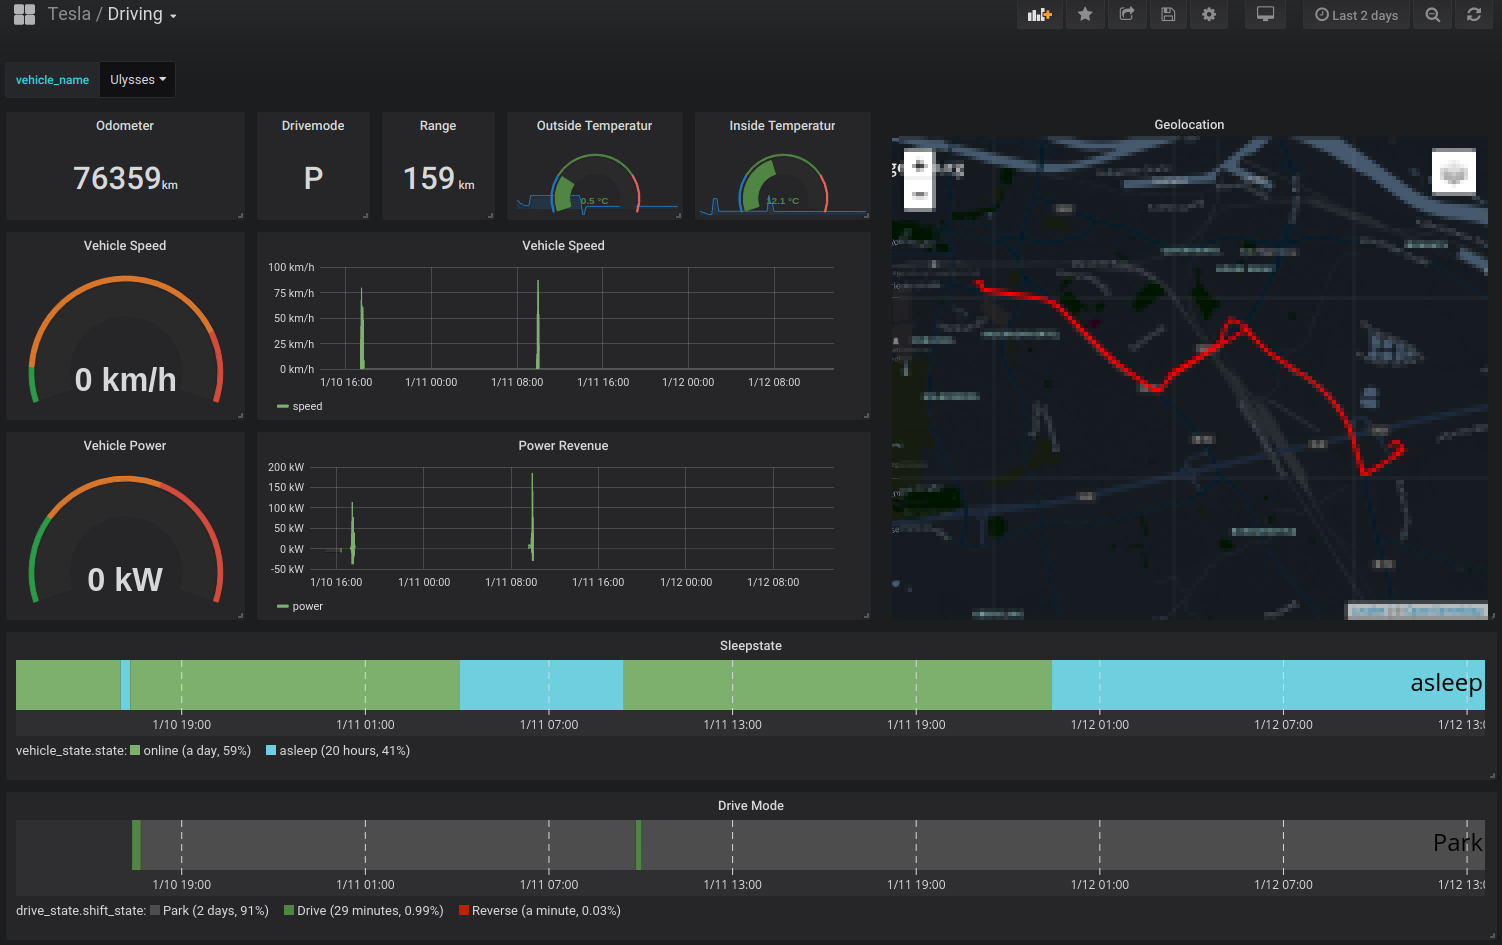 Tesla / Driving
Last 2 days
vehicle_name Ulysses
Odometer
76359 km
Drivemode
P
Range
159 km
Outside Temperatur
0.5 °C
Inside Temperatur
12.1 °C
Geolocation
Vehicle Speed
0 km/h
Vehicle Speed
100 km/h
75 km/h
50 km/h
25 km/h
0 km/h
1/10 16:00 1/11 00:00 1/11 08:00 1/11 16:00 1/12 00:00 1/12 08:00
speed
Vehicle Power
0 kW
Power Revenue
200 kW
150 kW
100 kW
50 kW
0 kW
-50 kW
1/10 16:00 1/11 00:00 1/11 08:00 1/11 16:00 1/12 00:00 1/12 08:00
power
Sleepstate
asleep
1/10 19:00 1/11 01:00 1/11 07:00 1/11 13:00 1/11 19:00 1/12 01:00 1/12 07:00 1/12 13:
vehicle_state.state: online (a day, 59%) asleep (20 hours, 41%)
Drive Mode
Park
1/10 19:00 1/11 01:00 1/11 07:00 1/11 13:00 1/11 19:00 1/12 01:00 1/12 07:00 1/12 13:
drive_state.shift_state: Park (2 days, 91%) Drive (29 minutes, 0.99%) Reverse (a minute, 0.03%)